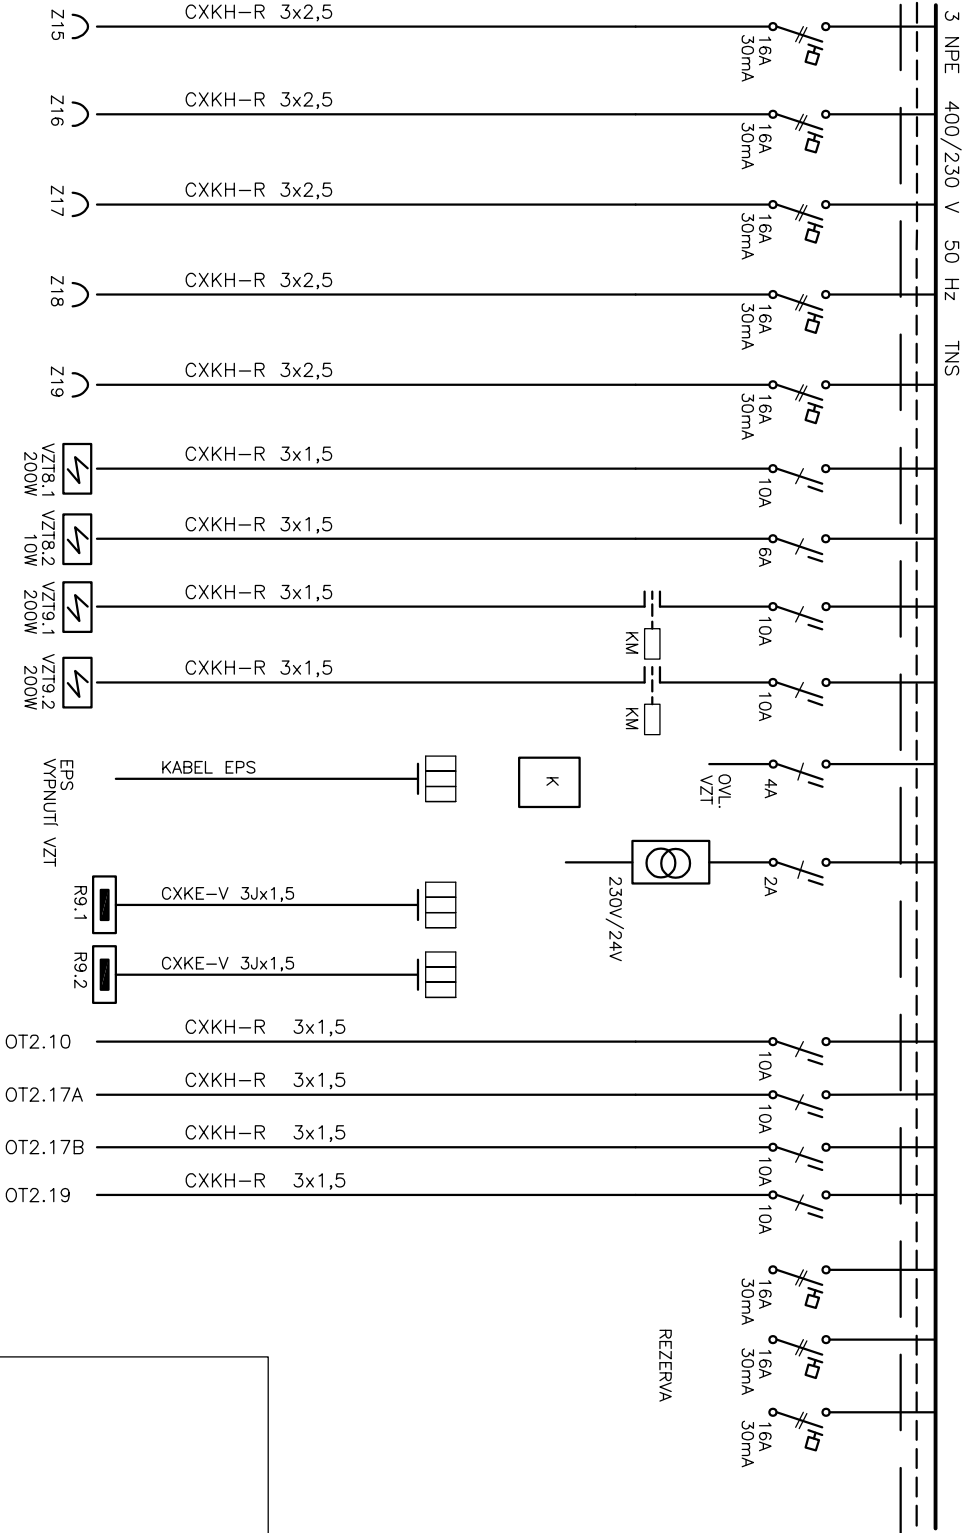 3 NPE 400/230 V 50 Hz TNS
CXKH-R 3x2,5
Z15
16A
30mA
CXKH-R 3x2,5
Z16
16A
30mA
CXKH-R 3x2,5
Z17
16A
30mA
CXKH-R 3x2,5
Z18
16A
30mA
CXKH-R 3x2,5
Z19
16A
30mA
CXKH-R 3x1,5
VZT8.1
200W
10A
CXKH-R 3x1,5
VZT8.2
10W
6A
CXKH-R 3x1,5
VZT9.1
200W
KM
10A
CXKH-R 3x1,5
VZT9.2
200W
KM
10A
EPS
VYPNUTÍ VZT
KABEL EPS
K
OVL.
VZT
4A
230V/24V
2A
R9.1
CXKE-V 3Jx1,5
R9.2
CXKE-V 3Jx1,5
OT2.10
CXKH-R 3x1,5
10A
OT2.17A
CXKH-R 3x1,5
10A
OT2.17B
CXKH-R 3x1,5
10A
OT2.19
CXKH-R 3x1,5
10A
16A
30mA
REZERVA
16A
30mA
16A
30mA